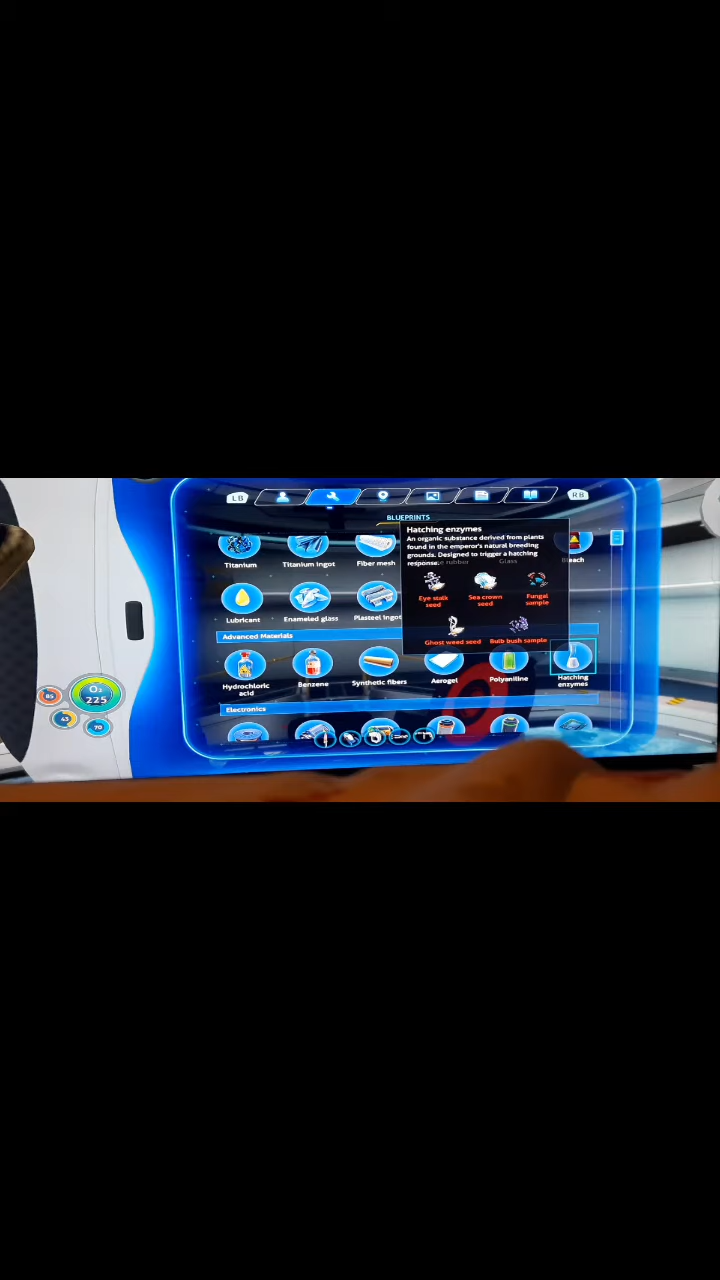 LB
RB
BLUEPRINTS
Hatching enzymes
An organic substance derived from plants
found in the emperor's natural breeding
grounds. Designed to trigger a hatching
response.
rubber
Glass
Bleach
Titanium
Titanium ingot
Fiber mesh
Eye stalk
seed
Sea crown
seed
Fungal
sample
Lubricant
Enameled glass
Plasteel ingot
Ghost weed seed
Bulb bush sample
Advanced Materials
Hydrochloric
acid
Benzene
Synthetic fibers
Aerogel
Polyaniline
Hatching
enzymes
Electronics
85
O₂
225
43
70